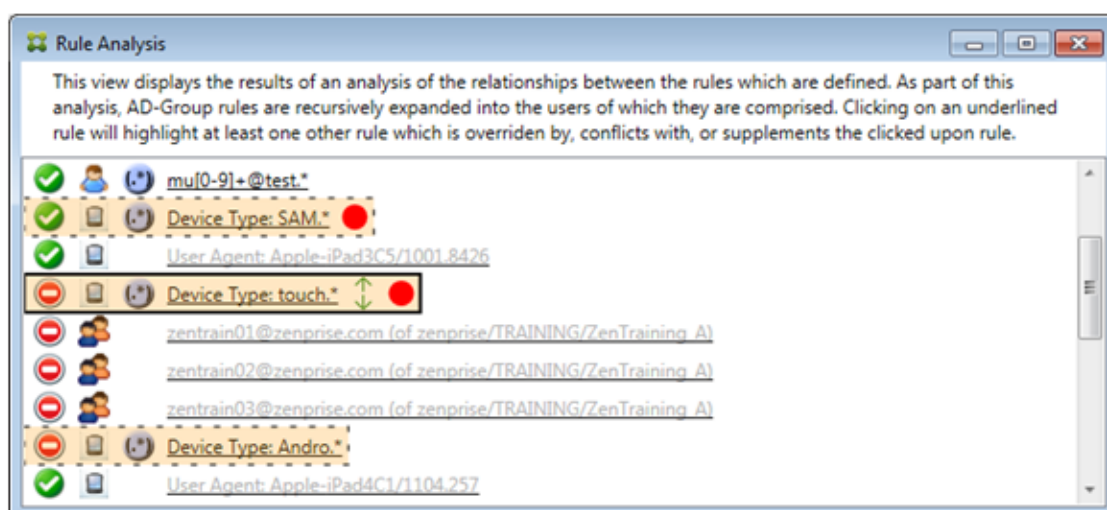 Rule Analysis
This view displays the results of an analysis of the relationships between the rules which are defined. As part of this
analysis, AD-Group rules are recursively expanded into the users of which they are comprised. Clicking on an underlined
rule will highlight at least one other rule which is overriden by, conflicts with, or supplements the clicked upon rule.
(.*) mu[0-9]+@test.*
(.*) Device Type: SAM.*
User Agent: Apple-iPad3C5/1001.8426
(.*) Device Type: touch.*
zentrain01@zenprise.com (of zenprise/TRAINING/ZenTraining A)
zentrain02@zenprise.com (of zenprise/TRAINING/ZenTraining A)
zentrain03@zenprise.com (of zenprise/TRAINING/ZenTraining A)
(.*) Device Type: Andro.*
User Agent: Apple-iPad4C1/1104.257